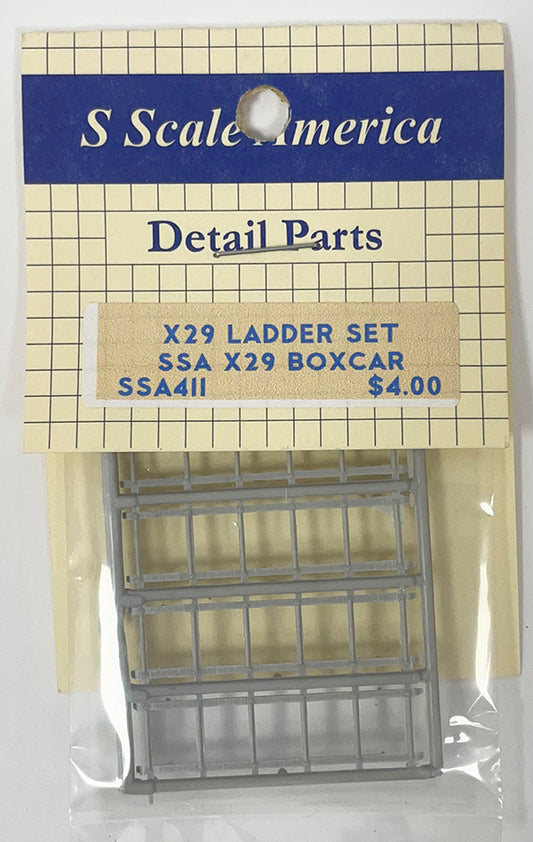 S Scale America
Detail Parts
X29 LADDER SET
SSA X29 BOXCAR
SSA411 $4.00